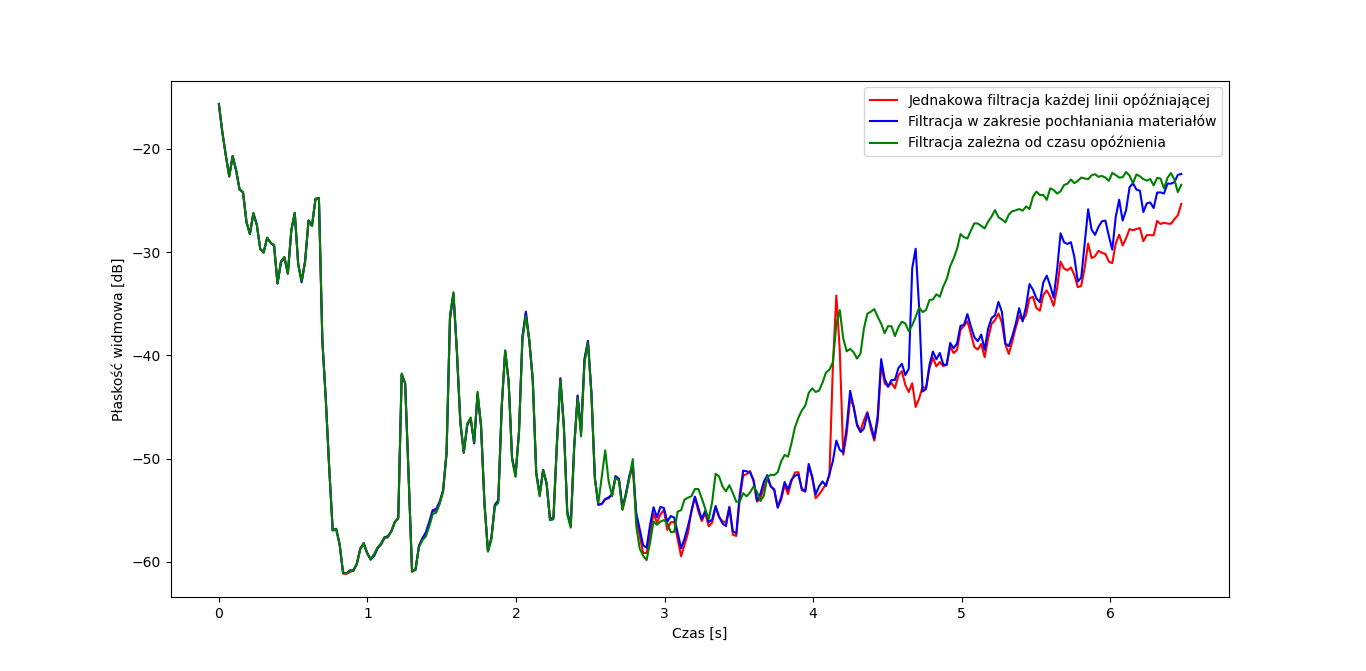 Jednakowa filtracja każdej linii opóźniającej
Filtracja w zakresie pochłaniania materiałów
Filtracja zależna od czasu opóźnienia
Płaskość widmowa [dB]
−20
−30
−40
−50
−60
0 1 2 3 4 5 6
Czas [s]